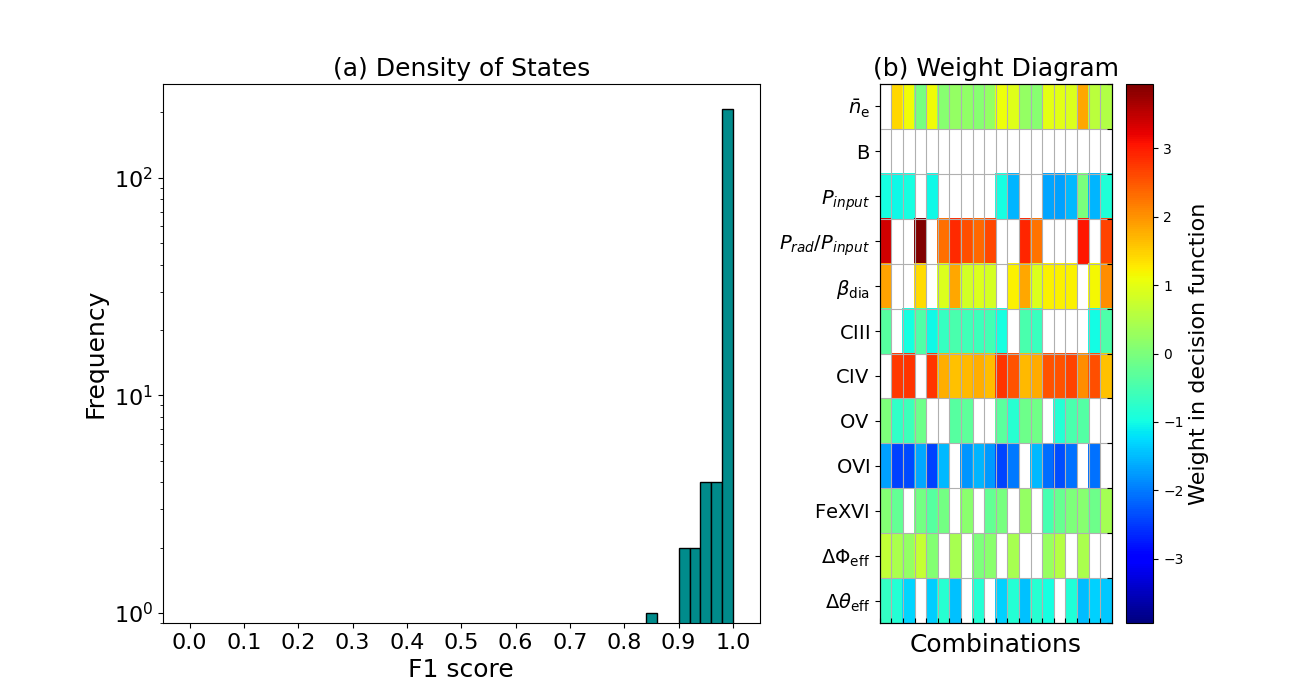 (a) Density of States
Frequency
10²
10¹
10⁰
0.0 0.1 0.2 0.3 0.4 0.5 0.6 0.7 0.8 0.9 1.0
F1 score
(b) Weight Diagram
n̄e
B
Pinput
Prad/Pinput
βdia
CIII
CIV
OV
OVI
FeXVI
ΔΦeff
Δθeff
Combinations
3
2
1
0
−1
−2
−3
Weight in decision function